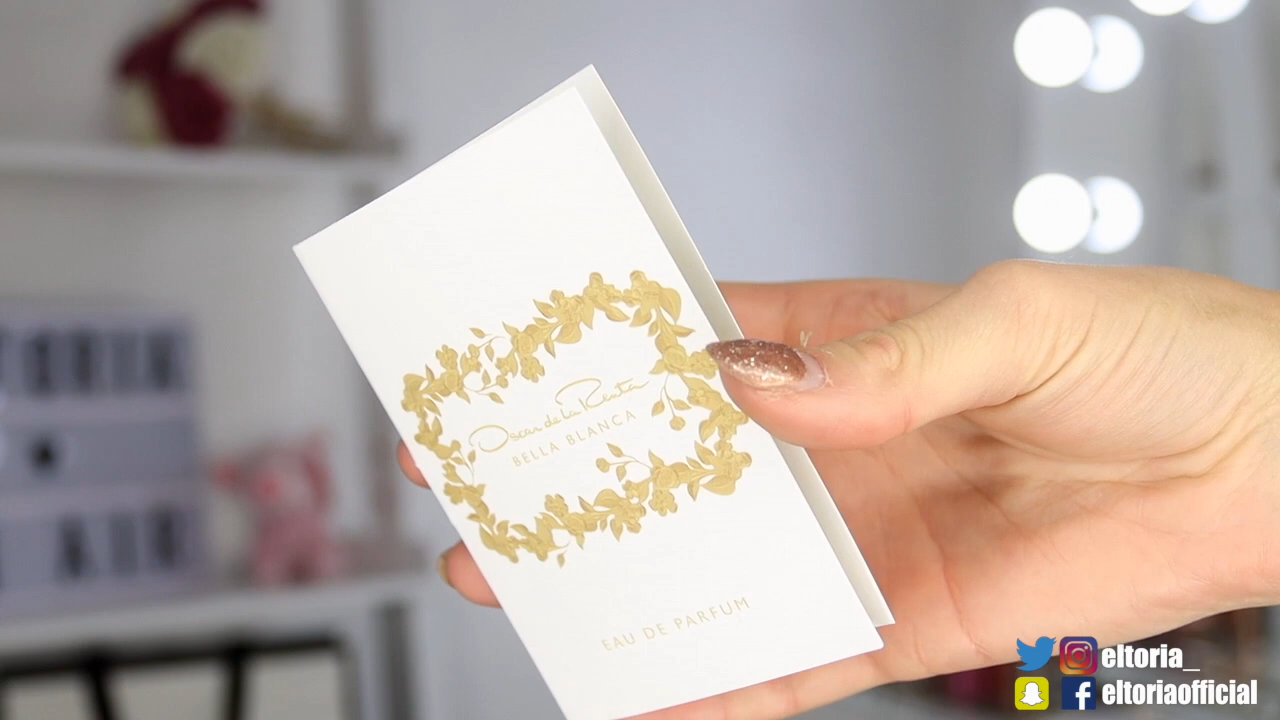 Oscar de la Renta
BELLA BLANCA
EAU DE PARFUM
eltoria_
eltoriaofficial